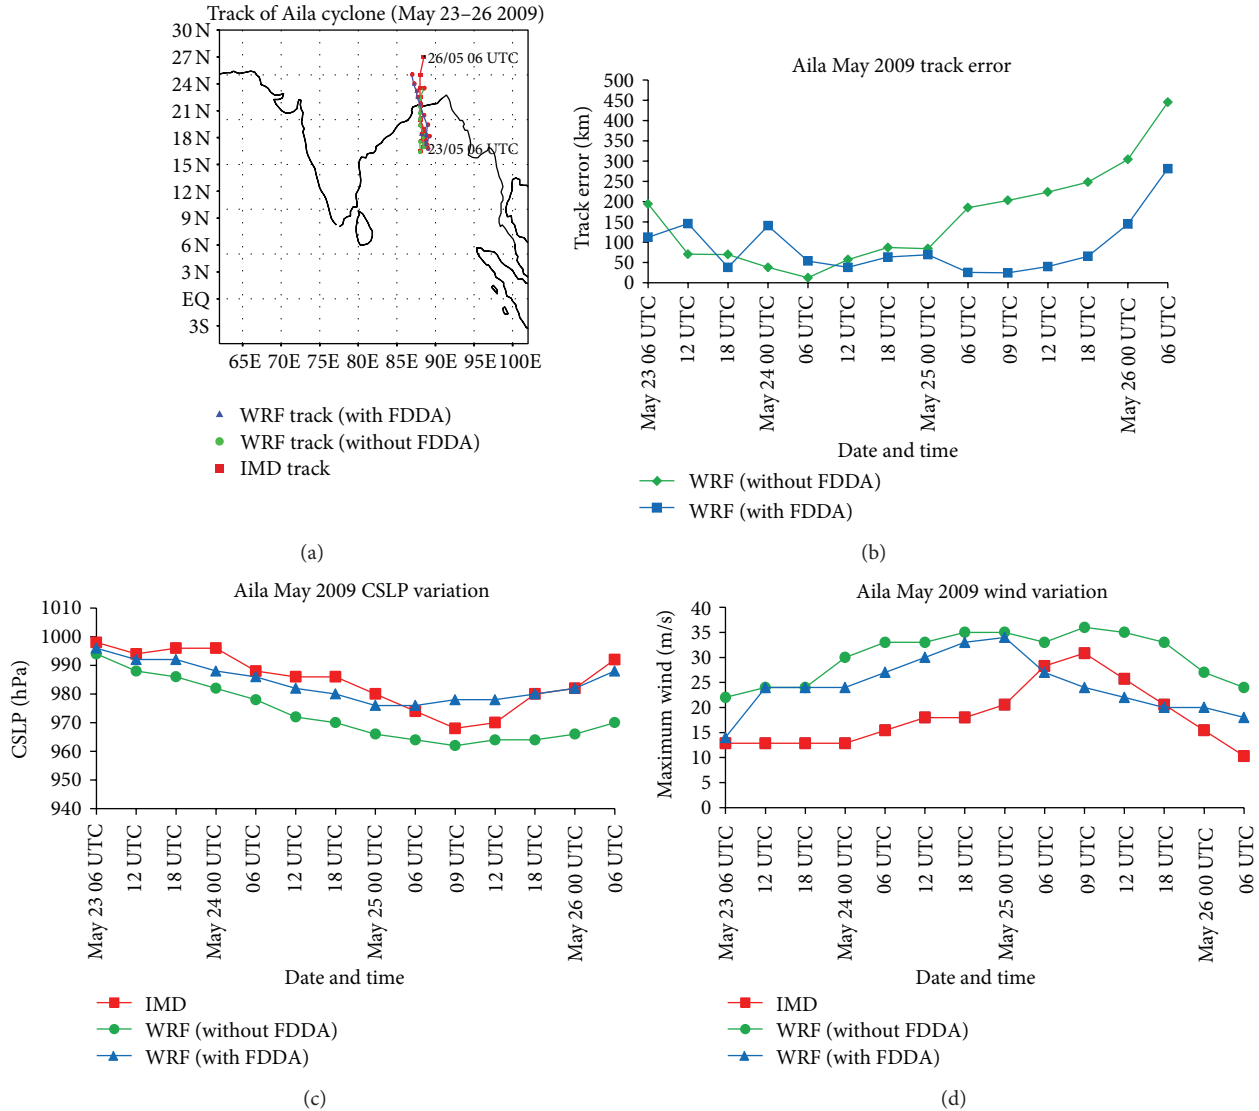 Track of Aila cyclone (May 23–26 2009)
30 N
27 N
24 N
21 N
18 N
15 N
12 N
9 N
6 N
3 N
EQ
3S
26/05 06 UTC
23/05 06 UTC
65E 70E 75E 80E 85E 90E 95E 100E
WRF track (with FDDA)
WRF track (without FDDA)
IMD track
(a)
Aila May 2009 track error
Track error (km)
500
450
400
350
300
250
200
150
100
50
0
May 23 06 UTC
12 UTC
18 UTC
May 24 00 UTC
06 UTC
12 UTC
18 UTC
May 25 00 UTC
06 UTC
09 UTC
12 UTC
18 UTC
May 26 00 UTC
06 UTC
Date and time
WRF (without FDDA)
WRF (with FDDA)
(b)
Aila May 2009 CSLP variation
CSLP (hPa)
1010
1000
990
980
970
960
950
940
May 23 06 UTC
12 UTC
18 UTC
May 24 00 UTC
06 UTC
12 UTC
18 UTC
May 25 00 UTC
06 UTC
09 UTC
12 UTC
18 UTC
May 26 00 UTC
06 UTC
Date and time
IMD
WRF (without FDDA)
WRF (with FDDA)
(c)
Aila May 2009 wind variation
Maximum wind (m/s)
40
35
30
25
20
15
10
5
0
May 23 06 UTC
12 UTC
18 UTC
May 24 00 UTC
06 UTC
12 UTC
18 UTC
May 25 00 UTC
06 UTC
09 UTC
12 UTC
18 UTC
May 26 00 UTC
06 UTC
Date and time
IMD
WRF (without FDDA)
WRF (with FDDA)
(d)